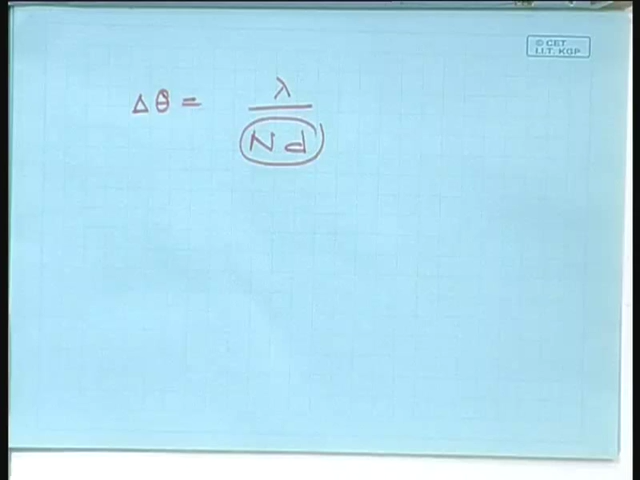 © CET
I.I.T. KGP
Δθ = λ / Nd